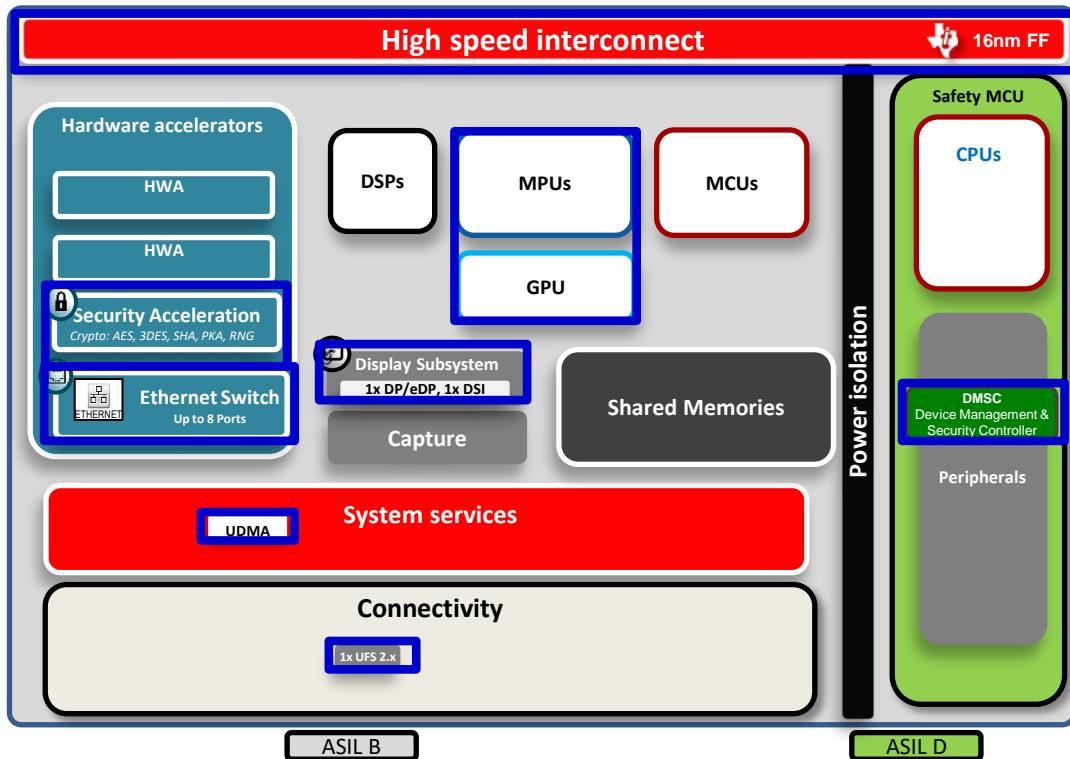 High speed interconnect
16nm FF
Hardware accelerators
HWA
HWA
Security Acceleration
Crypto: AES, 3DES, SHA, PKA, RNG
ETHERNET
Ethernet Switch
Up to 8 Ports
DSPs
MPUs
MCUs
GPU
Display Subsystem
1x DP/eDP, 1x DSI
Capture
Shared Memories
Power isolation
Safety MCU
CPUs
DMSC
Device Management &
Security Controller
Peripherals
System services
UDMA
Connectivity
1x UFS 2.x
ASIL B
ASIL D